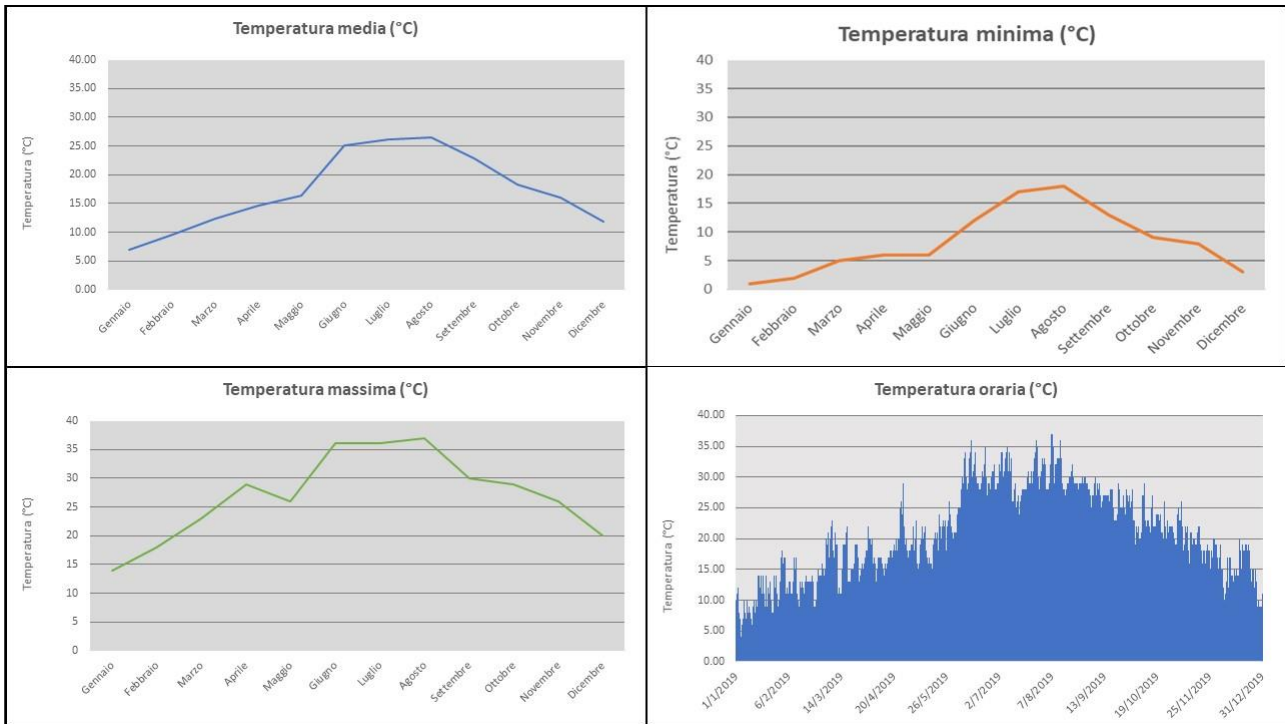 Temperatura media (°C)
Temperatura (°C)
40.00
35.00
30.00
25.00
20.00
15.00
10.00
5.00
0.00
Gennaio
Febbraio
Marzo
Aprile
Maggio
Giugno
Luglio
Agosto
Settembre
Ottobre
Novembre
Dicembre
Temperatura minima (°C)
Temperatura (°C)
40
35
30
25
20
15
10
5
0
Gennaio
Febbraio
Marzo
Aprile
Maggio
Giugno
Luglio
Agosto
Settembre
Ottobre
Novembre
Dicembre
Temperatura massima (°C)
Temperatura (°C)
40
35
30
25
20
15
10
5
0
Gennaio
Febbraio
Marzo
Aprile
Maggio
Giugno
Luglio
Agosto
Settembre
Ottobre
Novembre
Dicembre
Temperatura oraria (°C)
Temperatura (°C)
40.00
35.00
30.00
25.00
20.00
15.00
10.00
5.00
0.00
1/1/2019
6/2/2019
14/3/2019
20/4/2019
26/5/2019
2/7/2019
7/8/2019
13/9/2019
19/10/2019
25/11/2019
31/12/2019